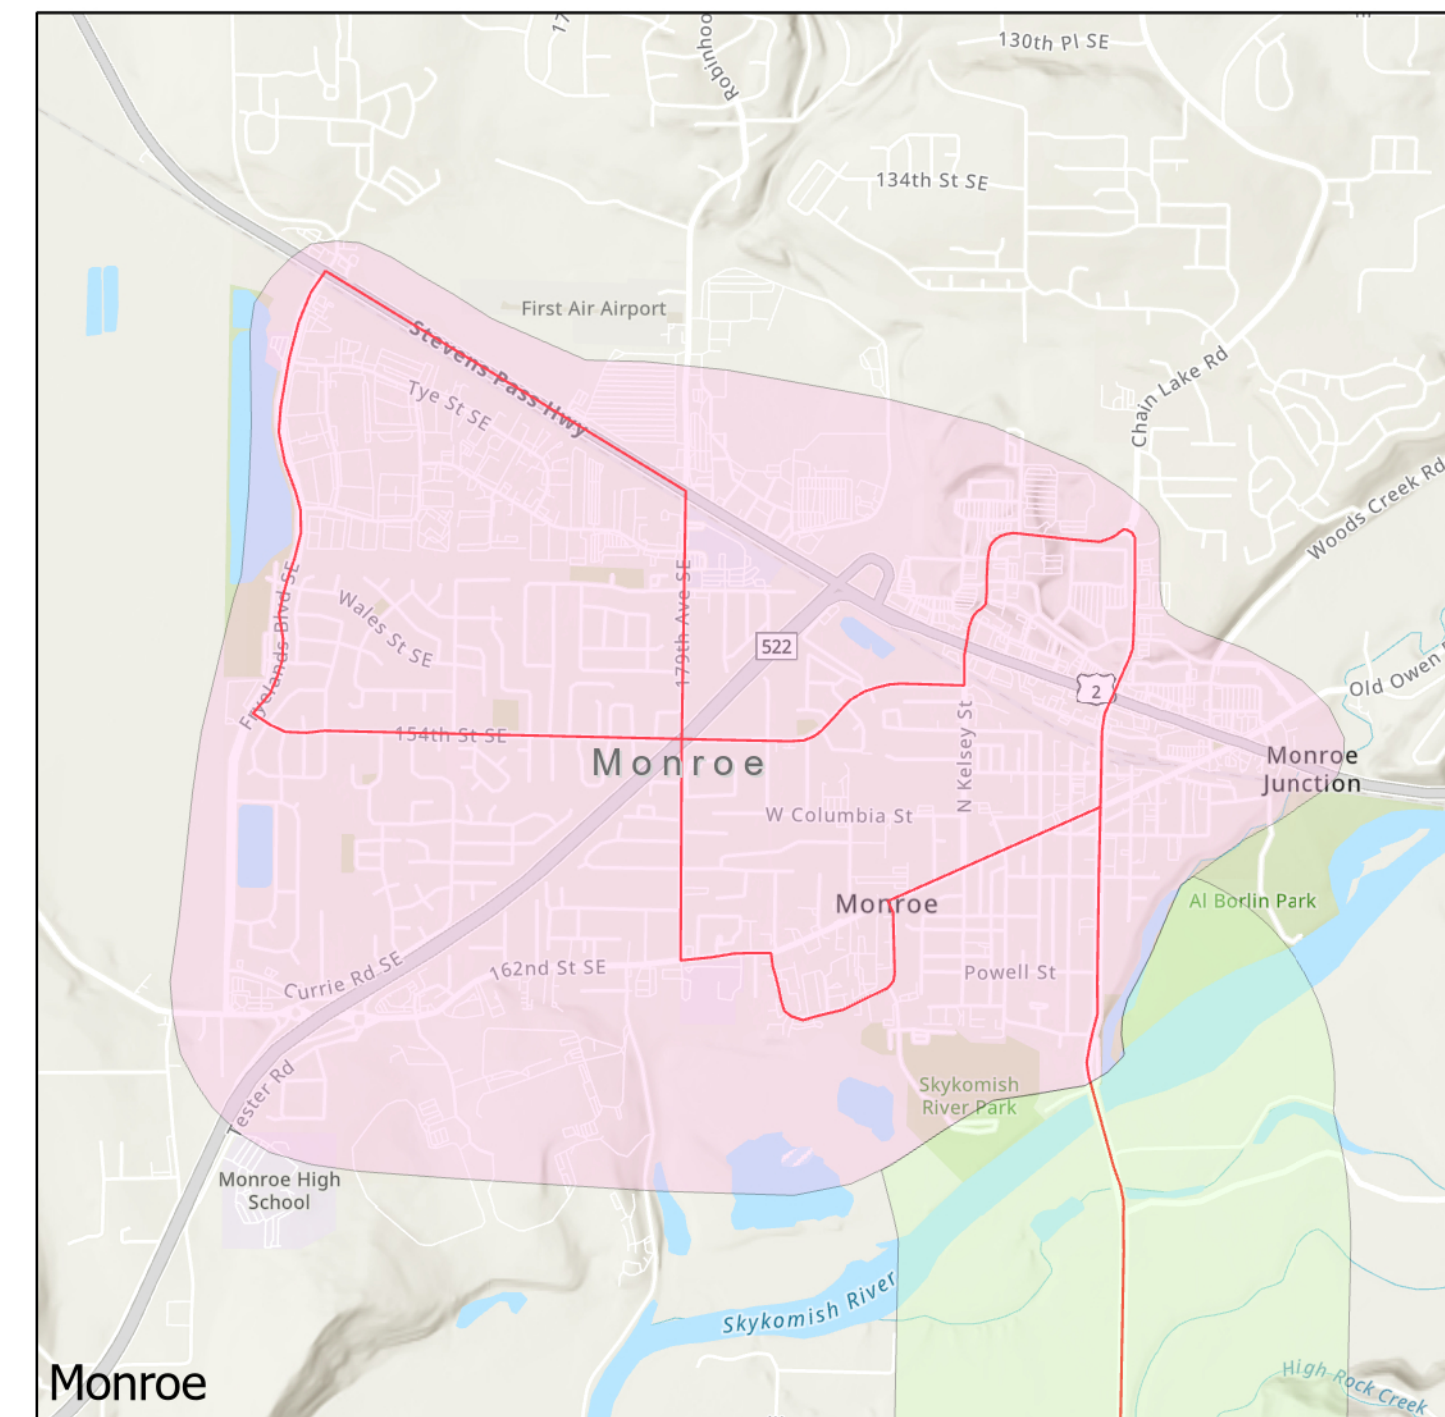 130th Pl SE
134th St SE
First Air Airport
Stevens Pass Hwy
Tye St SE
Chain Lake Rd
Woods Creek Rd
179th Ave SE
Wales St SE
522
Fryelands Blvd SE
2
Old Owen
154th St SE
Monroe
Monroe
Junction
N Kelsey St
W Columbia St
Monroe
Al Borlin Park
162nd St SE
Currie Rd SE
Powell St
Tester Rd
Skykomish
River Park
Monroe High
School
Skykomish River
High Rock Creek
Monroe